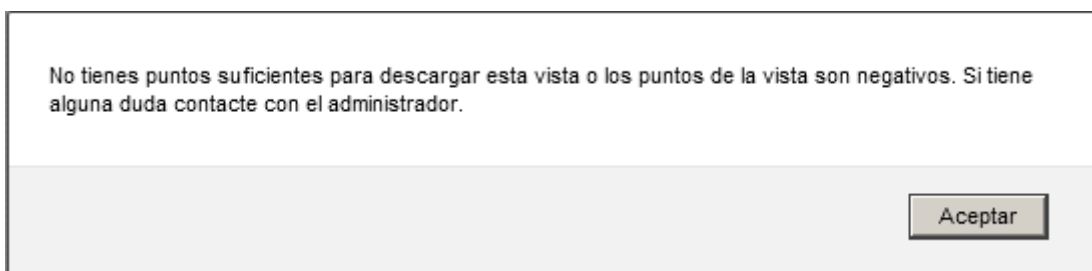 No tienes puntos suficientes para descargar esta vista o los puntos de la vista son negativos. Si tiene
alguna duda contacte con el administrador.
Aceptar